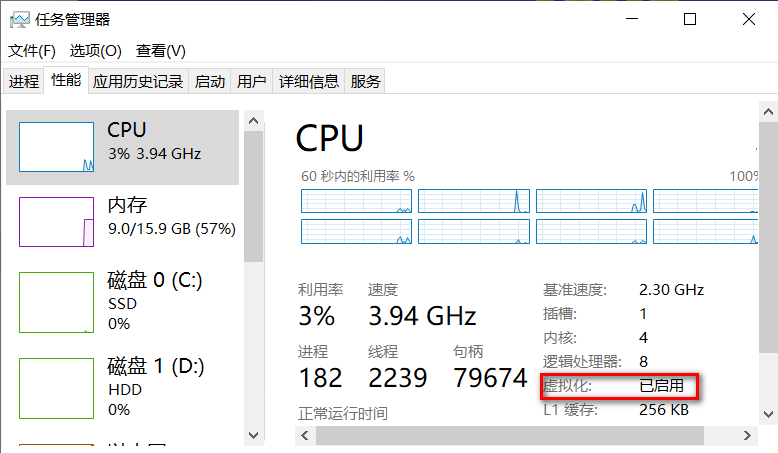 任务管理器
文件(F) 选项(O) 查看(V)
进程 性能 应用历史记录 启动 用户 详细信息 服务
CPU
3% 3.94 GHz
内存
9.0/15.9 GB (57%)
磁盘 0 (C:)
SSD
0%
磁盘 1 (D:)
HDD
0%
CPU
60 秒内的利用率 % 100%
利用率 速度
3% 3.94 GHz
进程 线程 句柄
182 2239 79674
正常运行时间
基准速度: 2.30 GHz
插槽: 1
内核: 4
逻辑处理器: 8
虚拟化: 已启用
L1 缓存: 256 KB